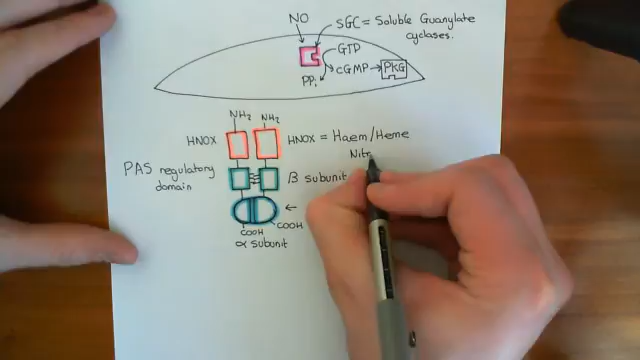 NO
SGC = Soluble Guanylate
cyclases.
GTP
cGMP → PKG
PPi
NH2 NH2
HNOX
HNOX = Haem/Heme
Nitr
PAS regulatory
domain
β subunit
←
COOH
COOH
α subunit